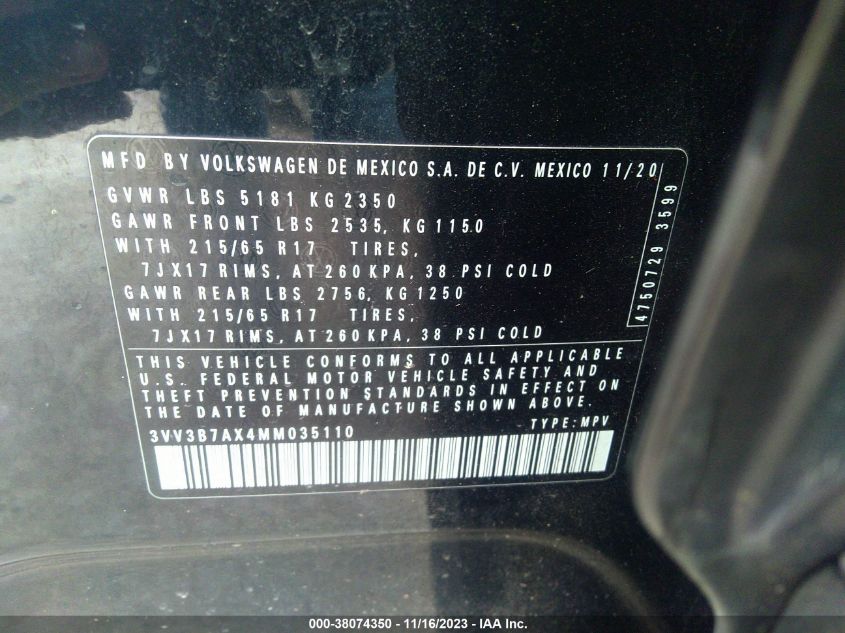 MFD BY VOLKSWAGEN DE MEXICO S.A. DE C.V. MEXICO 11/20
GVWR LBS 5181 KG 2350
GAWR FRONT LBS 2535, KG 1150
WITH 215/65 R17 TIRES,
7JX17 RIMS, AT 260 KPA, 38 PSI COLD
GAWR REAR LBS 2756, KG 1250
WITH 215/65 R17 TIRES,
7JX17 RIMS, AT 260 KPA, 38 PSI COLD
4750729 3599
THIS VEHICLE CONFORMS TO ALL APPLICABLE
U.S. FEDERAL MOTOR VEHICLE SAFETY AND
THEFT PREVENTION STANDARDS IN EFFECT ON
THE DATE OF MANUFACTURE SHOWN ABOVE.
3VV3B7AX4MM035110 TYPE: MPV
000-38074350 - 11/16/2023 - IAA Inc.